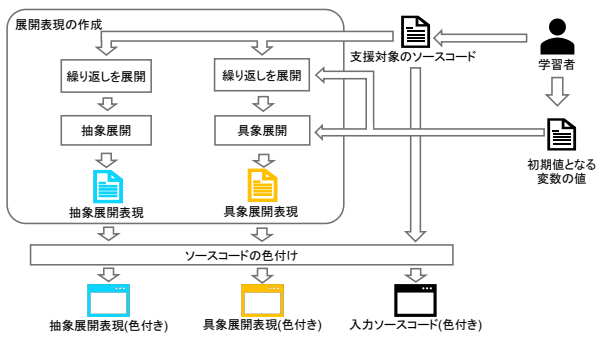 展開表現の作成
支援対象のソースコード
学習者
繰り返しを展開
繰り返しを展開
抽象展開
具象展開
初期値となる
変数の値
抽象展開表現
具象展開表現
ソースコードの色付け
抽象展開表現(色付き)
具象展開表現(色付き)
入力ソースコード(色付き)